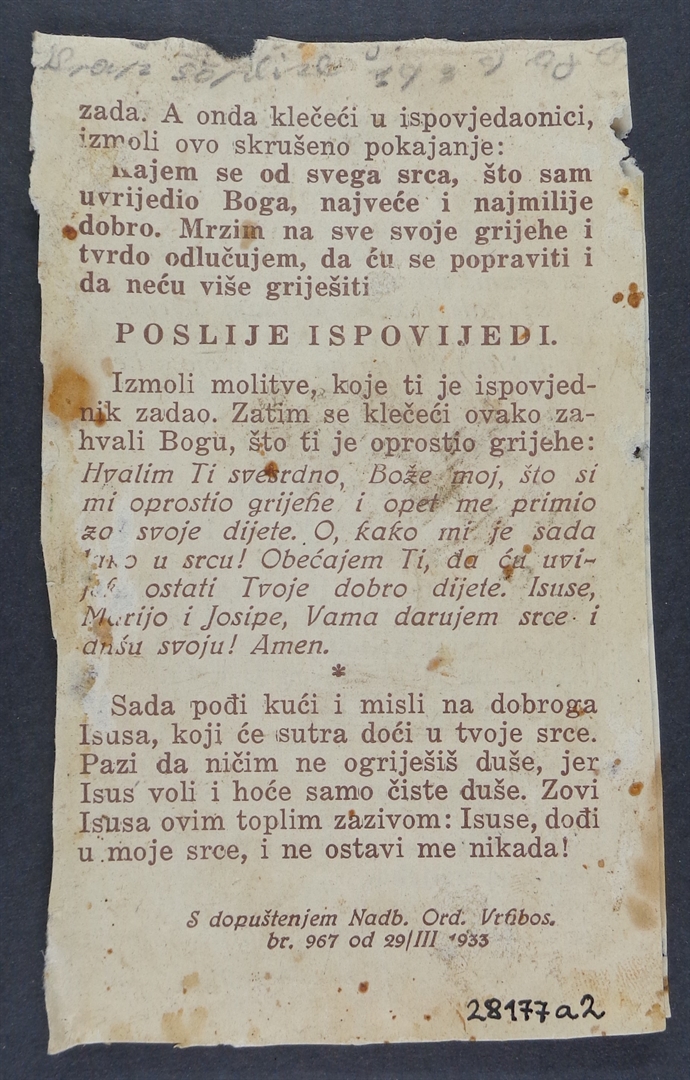 zada. A onda klečeći u ispovjedaonici,
izmoli ovo skrušeno pokajanje:
Kajem se od svega srca, što sam
uvrijedio Boga, najveće i najmilije
dobro. Mrzim na sve svoje grijehe i
tvrdo odlučujem, da ću se popraviti i
da neću više griješiti
POSLIJE ISPOVIJEDI.
Izmoli molitve, koje ti je ispovjed-
nik zadao. Zatim se klečeći ovako za-
hvali Bogu, što ti je oprostio grijehe:
Hvalim Ti svesrdno, Bože moj, što si
mi oprostio grijehe i opet me primio
za svoje dijete. O, kako mi je sada
lako u srcu! Obećajem Ti, da ću uvi-
jek ostati Tvoje dobro dijete. Isuse,
Marijo i Josipe, Vama darujem srce i
dušu svoju! Amen.
*
Sada pođi kući i misli na dobroga
Isusa, koji će sutra doći u tvoje srce.
Pazi da ničim ne ogriješiš duše, jer
Isus voli i hoće samo čiste duše. Zovi
Isusa ovim toplim zazivom: Isuse, dođi
u moje srce, i ne ostavi me nikada!
S dopuštenjem Nadb. Ord. Vrhbos.
br. 967 od 29/III 1933
28177a2